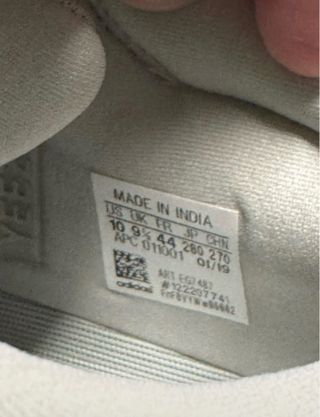 MADE IN INDIA
US UK FR JP CHN
10 9½ 44 280 270
APC 011001 01/19
ART EG7487
#122207741
adidas